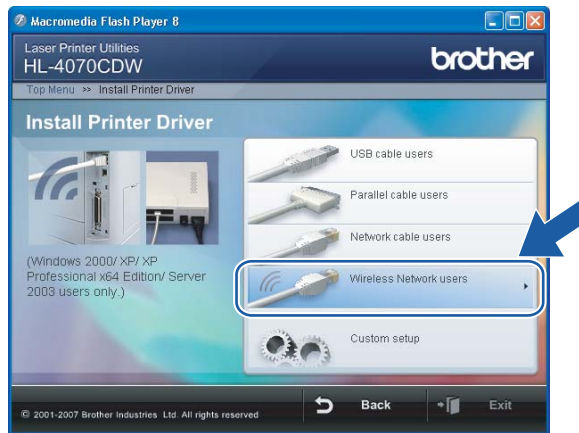 Macromedia Flash Player 8
Laser Printer Utilities
HL-4070CDW
brother
Top Menu >> Install Printer Driver
Install Printer Driver
USB cable users
Parallel cable users
Network cable users
(Windows 2000/ XP/ XP
Professional x64 Edition/ Server
2003 users only.)
Wireless Network users
Custom setup
© 2001-2007 Brother Industries Ltd. All rights reserved
Back
Exit